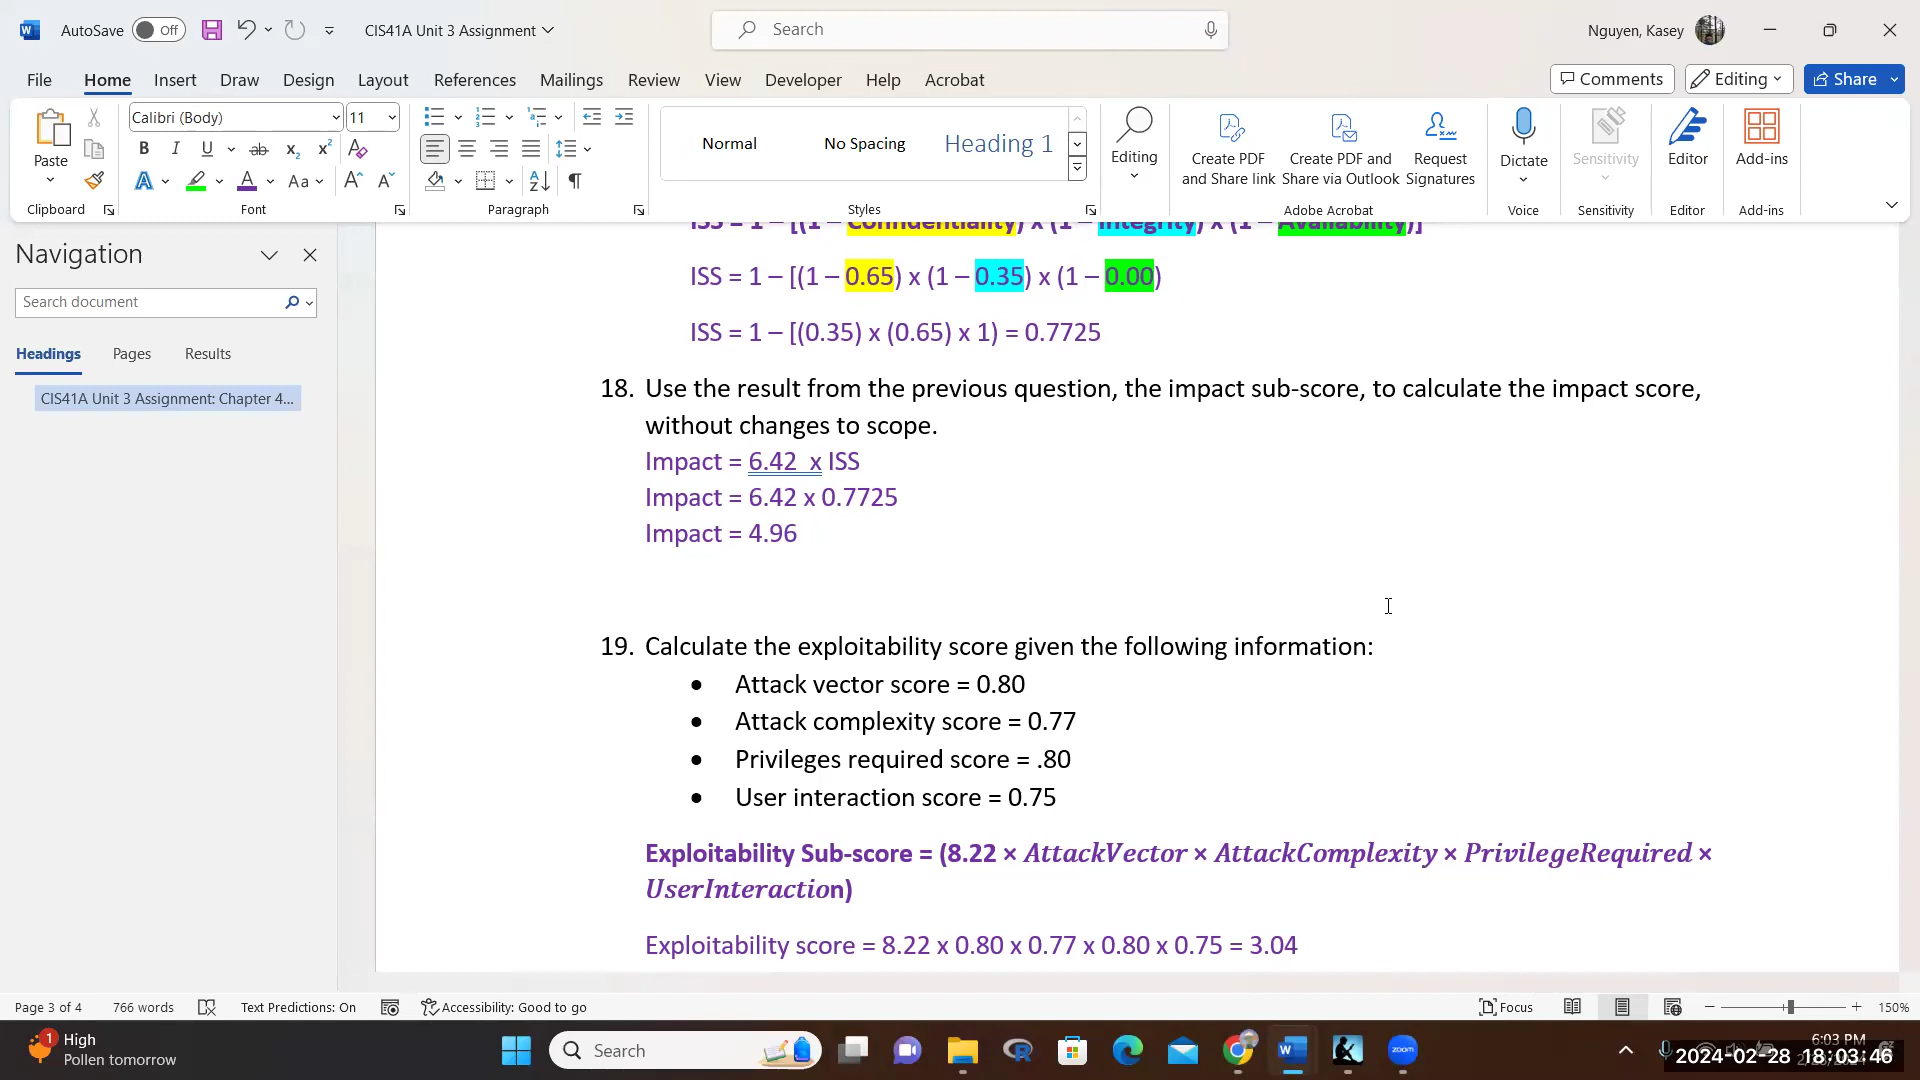 AutoSave Off CIS41A Unit 3 Assignment Search Nguyen, Kasey
File Home Insert Draw Design Layout References Mailings Review View Developer Help Acrobat Comments Editing Share
Paste
Calibri (Body) 11
Normal No Spacing Heading 1
Editing
Create PDF and Share link
Create PDF and Share via Outlook
Request Signatures
Dictate
Sensitivity
Editor
Add-ins
Clipboard Font Paragraph Styles Adobe Acrobat Voice Sensitivity Editor Add-ins
Navigation
Search document
Headings Pages Results
CIS41A Unit 3 Assignment: Chapter 4...
ISS = 1 – [(1 – Confidentiality) x (1 – Integrity) x (1 – Availability)]
ISS = 1 – [(1 – 0.65) x (1 – 0.35) x (1 – 0.00)
ISS = 1 – [(0.35) x (0.65) x 1) = 0.7725
18. Use the result from the previous question, the impact sub-score, to calculate the impact score,
without changes to scope.
Impact = 6.42 x ISS
Impact = 6.42 x 0.7725
Impact = 4.96
19. Calculate the exploitability score given the following information:
• Attack vector score = 0.80
• Attack complexity score = 0.77
• Privileges required score = .80
• User interaction score = 0.75
Exploitability Sub-score = (8.22 × AttackVector × AttackComplexity × PrivilegeRequired ×
UserInteraction)
Exploitability score = 8.22 x 0.80 x 0.77 x 0.80 x 0.75 = 3.04
Page 3 of 4 766 words Text Predictions: On Accessibility: Good to go Focus 150%
1 High
Pollen tomorrow
Search
zoom
6:03 PM
2024-02-28 18:03:46